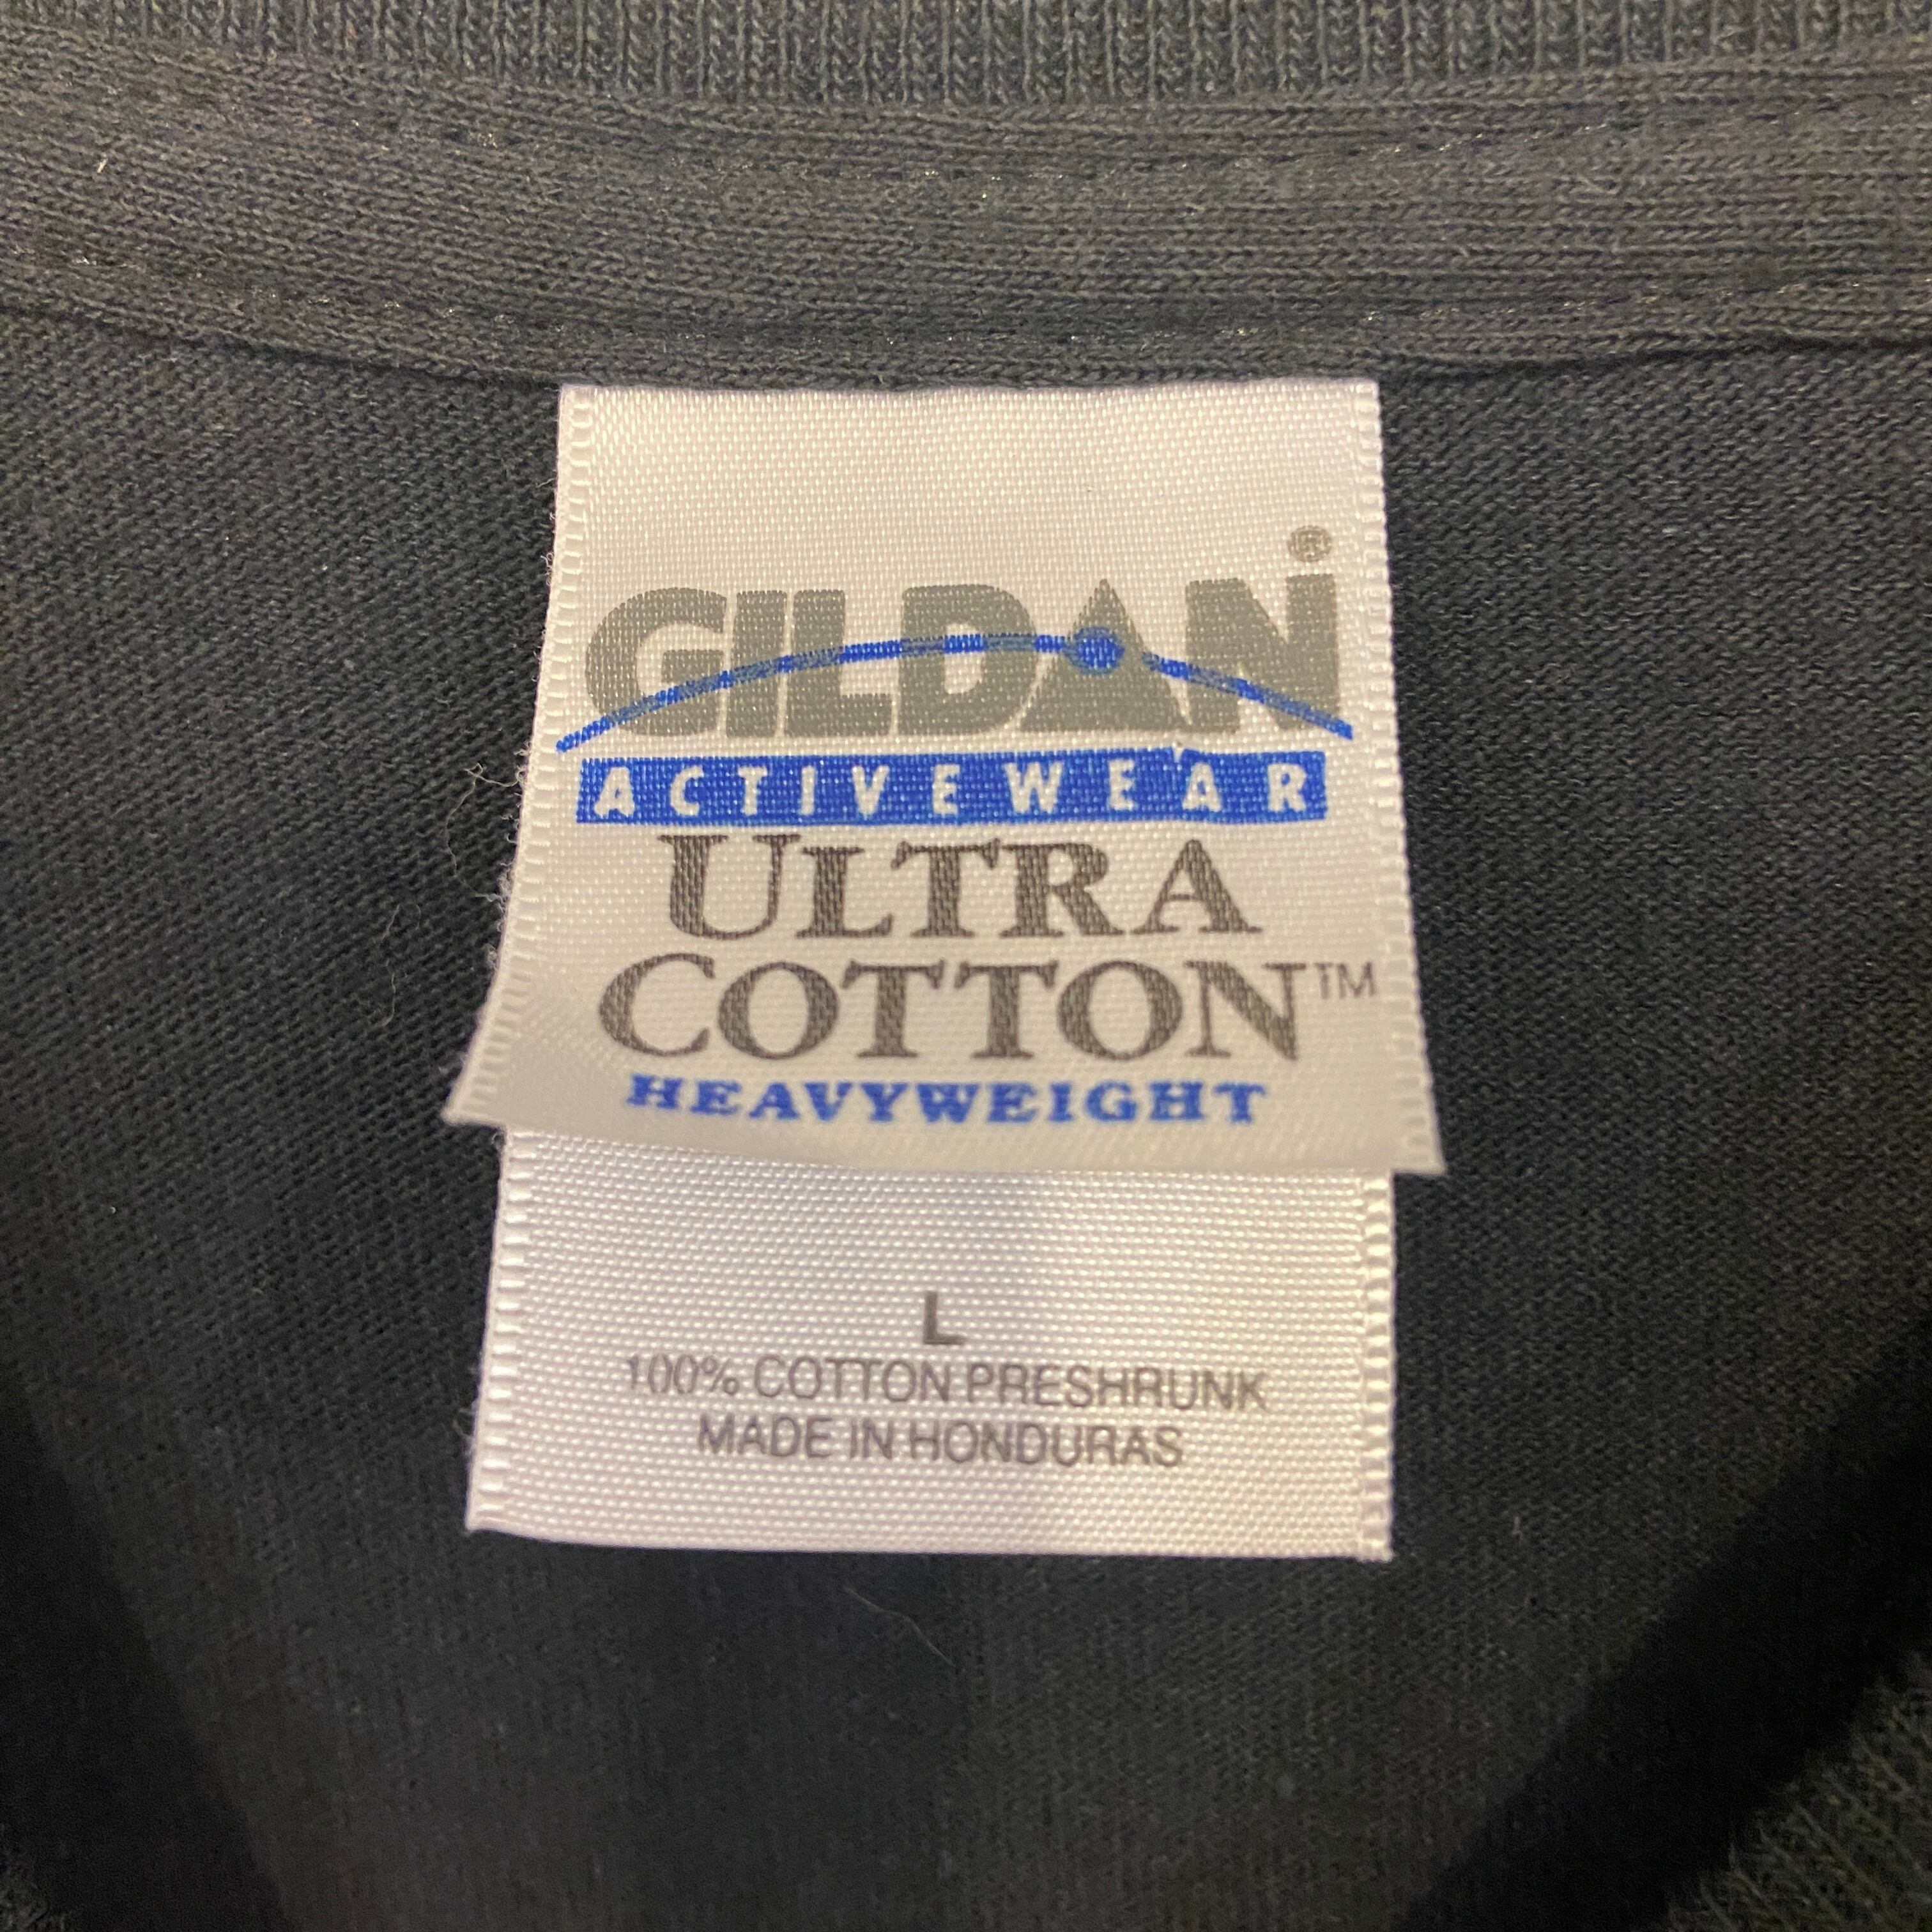 GILDAN®
ACTIVEWEAR
ULTRA
COTTON™
HEAVYWEIGHT
L
100% COTTON PRESHRUNK
MADE IN HONDURAS